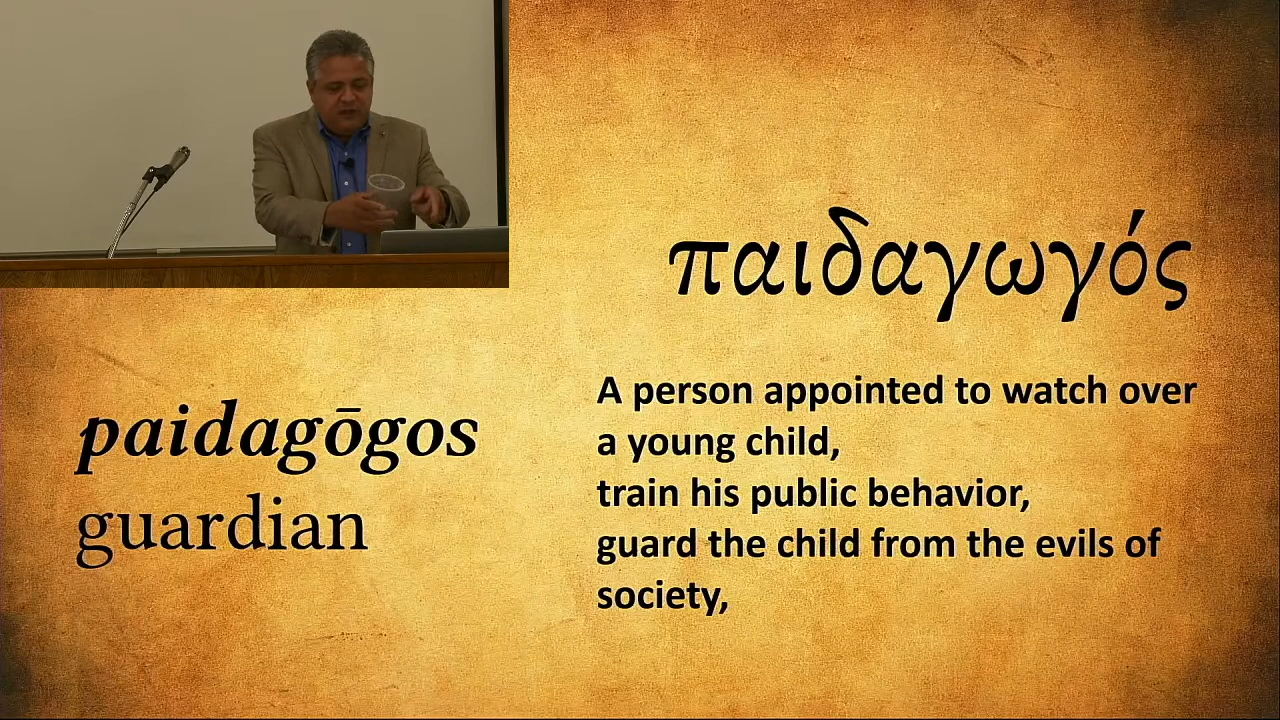 παιδαγωγός
paidagōgos
guardian
A person appointed to watch over
a young child,
train his public behavior,
guard the child from the evils of
society,